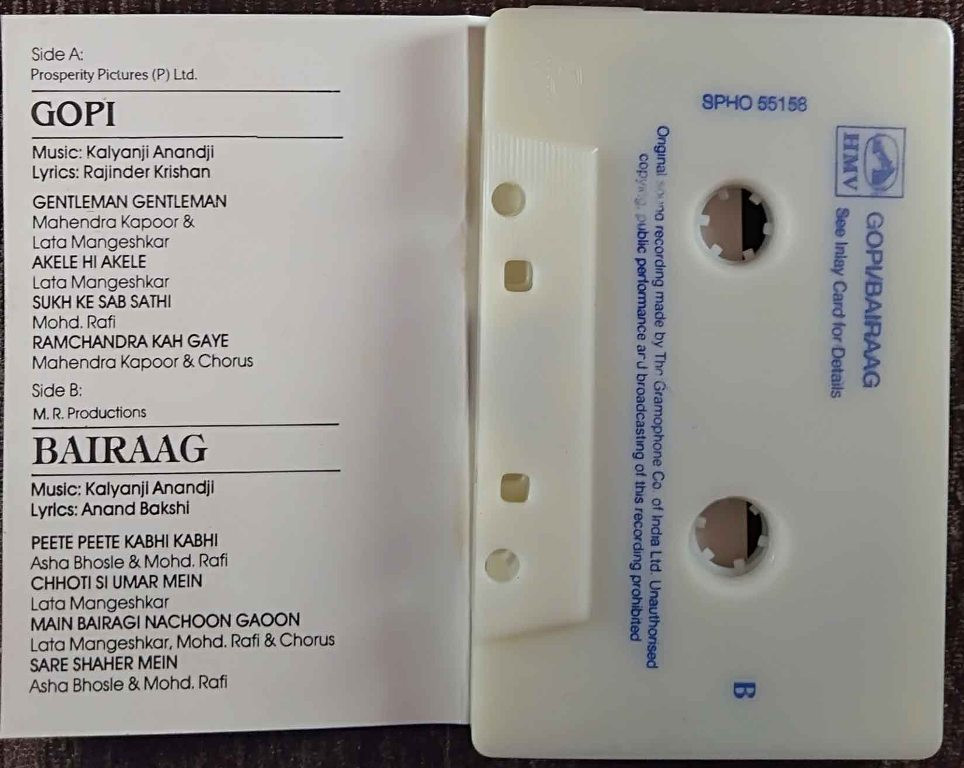 Side A:
Prosperity Pictures (P) Ltd.
GOPI
Music: Kalyanji Anandji
Lyrics: Rajinder Krishan
GENTLEMAN GENTLEMAN
Mahendra Kapoor &
Lata Mangeshkar
AKELE HI AKELE
Lata Mangeshkar
SUKH KE SAB SATHI
Mohd. Rafi
RAMCHANDRA KAH GAYE
Mahendra Kapoor & Chorus
Side B:
M. R. Productions
BAIRAAG
Music: Kalyanji Anandji
Lyrics: Anand Bakshi
PEETE PEETE KABHI KABHI
Asha Bhosle & Mohd. Rafi
CHHOTI SI UMAR MEIN
Lata Mangeshkar
MAIN BAIRAGI NACHOON GAOON
Lata Mangeshkar, Mohd. Rafi & Chorus
SARE SHAHER MEIN
Asha Bhosle & Mohd. Rafi
SPHO 55158
HMV
GOPI/BAIRAAG
See Inlay Card for Details
Original sound recording made by The Gramophone Co. of India Ltd. Unauthorised
public performance and broadcasting of this recording prohibited
B